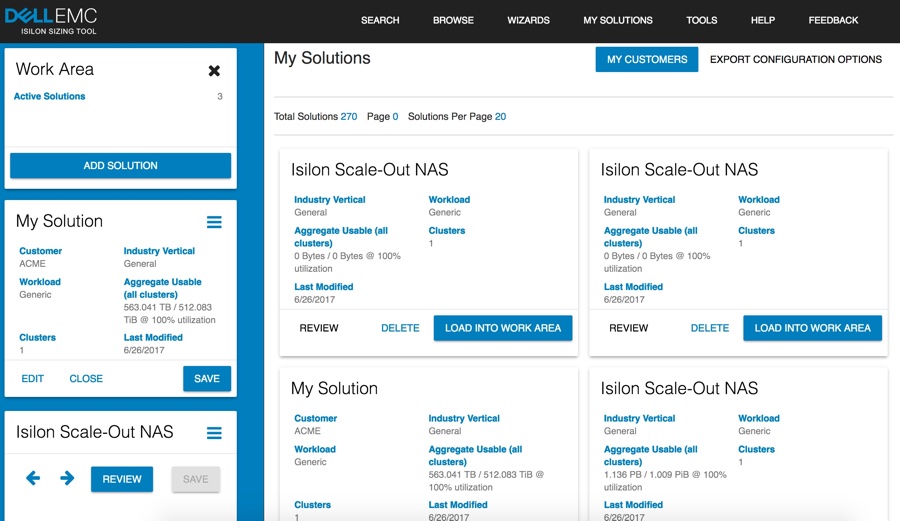 DELLEMC
ISILON SIZING TOOL
SEARCH
BROWSE
WIZARDS
MY SOLUTIONS
TOOLS
HELP
FEEDBACK
Work Area
Active Solutions 3
ADD SOLUTION
My Solution
Customer
ACME
Industry Vertical
General
Workload
Generic
Aggregate Usable
(all clusters)
563.041 TB / 512.083
TiB @ 100% utilization
Clusters
1
Last Modified
6/26/2017
EDIT
CLOSE
SAVE
Isilon Scale-Out NAS
REVIEW
SAVE
My Solutions
MY CUSTOMERS
EXPORT CONFIGURATION OPTIONS
Total Solutions 270 Page 0 Solutions Per Page 20
Isilon Scale-Out NAS
Industry Vertical
General
Workload
Generic
Aggregate Usable (all
clusters)
0 Bytes / 0 Bytes @ 100%
utilization
Clusters
1
Last Modified
6/26/2017
REVIEW
DELETE
LOAD INTO WORK AREA
Isilon Scale-Out NAS
Industry Vertical
General
Workload
Generic
Aggregate Usable (all
clusters)
0 Bytes / 0 Bytes @ 100%
utilization
Clusters
1
Last Modified
6/26/2017
REVIEW
DELETE
LOAD INTO WORK AREA
My Solution
Customer
ACME
Industry Vertical
General
Workload
Generic
Aggregate Usable (all
clusters)
563.041 TB / 512.083 TiB @
100% utilization
Clusters
1
Last Modified
6/26/2017
Isilon Scale-Out NAS
Industry Vertical
General
Workload
Generic
Aggregate Usable (all
clusters)
1.136 PB / 1.009 PiB @ 100%
utilization
Clusters
1
Last Modified
6/26/2017